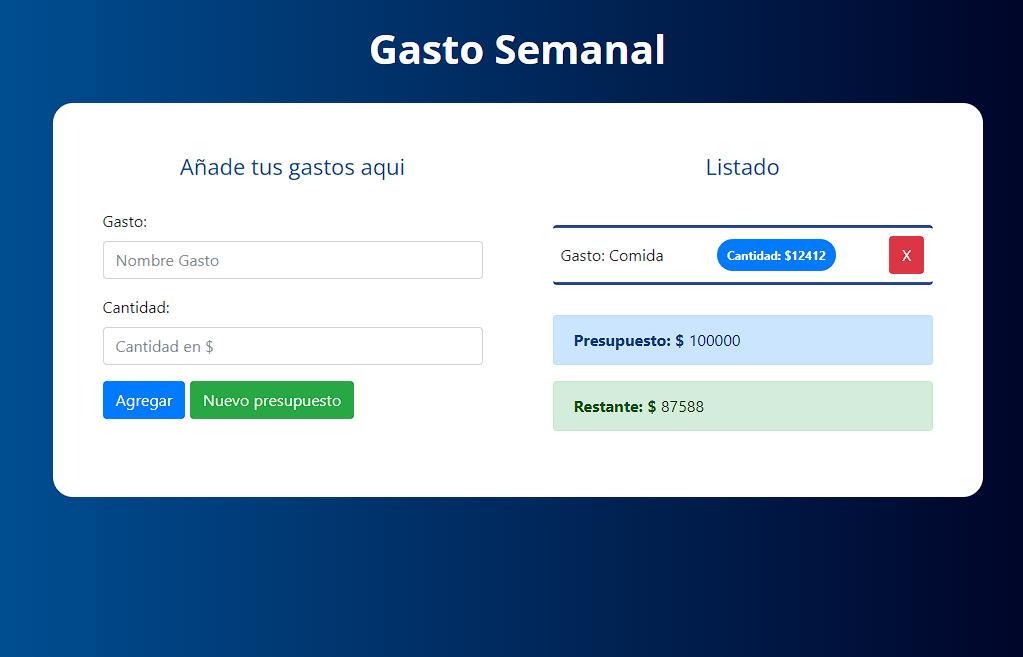 Gasto Semanal
Añade tus gastos aqui
Gasto:
Nombre Gasto
Cantidad:
Cantidad en $
Agregar
Nuevo presupuesto
Listado
Gasto: Comida
Cantidad: $12412
X
Presupuesto: $ 100000
Restante: $ 87588